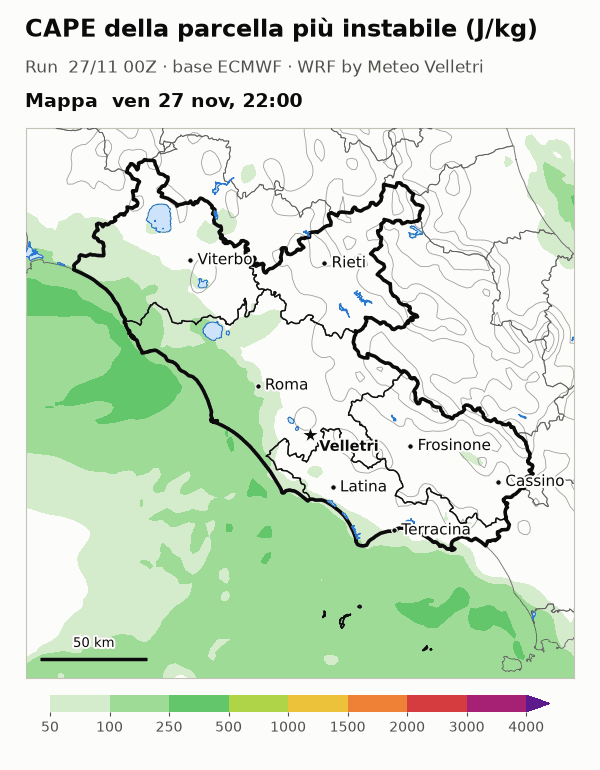 CAPE della parcella più instabile (J/kg)
Run  27/11 00Z · base ECMWF · WRF by Meteo Velletri
Mappa  ven 27 nov, 22:00
Viterbo
Rieti
Roma
Velletri
Frosinone
Cassino
Latina
Terracina
50 km
50 100 250 500 1000 1500 2000 3000 4000